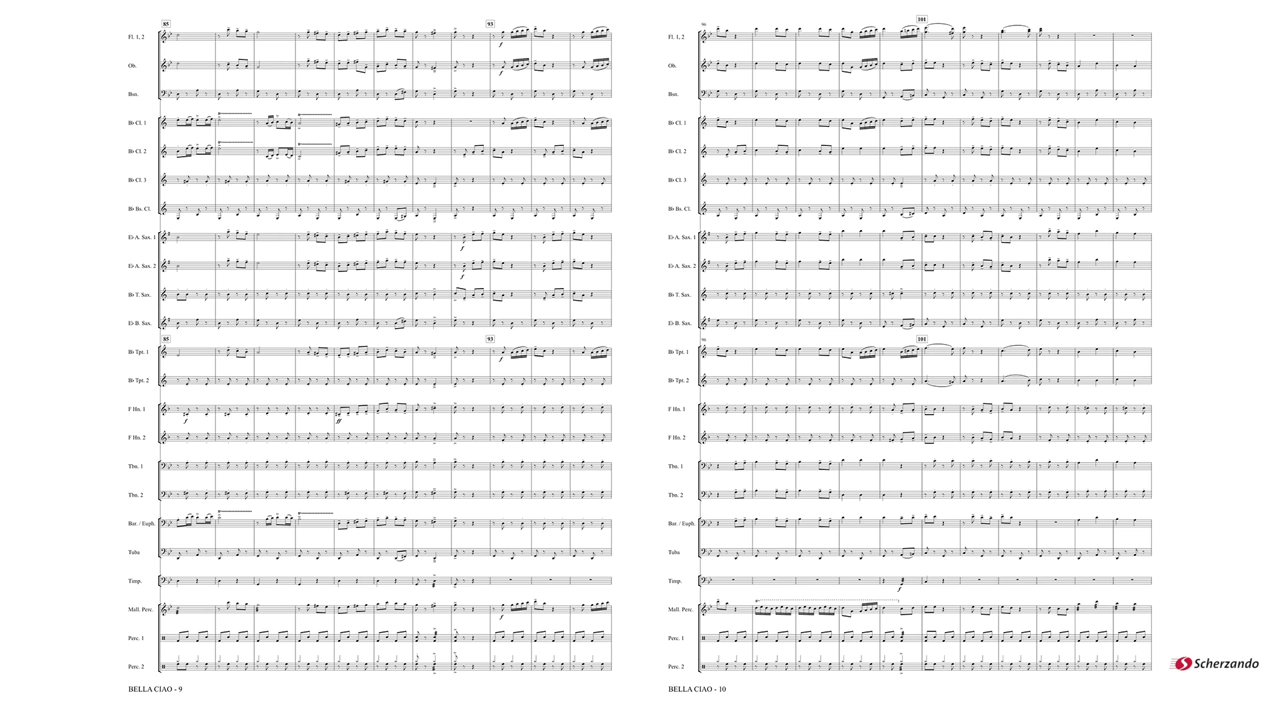 85
93
Fl. 1, 2
f
Ob.
f
Bsn.
B♭ Cl. 1
B♭ Cl. 2
B♭ Cl. 3
B♭ Bs. Cl.
E♭ A. Sax. 1
f
E♭ A. Sax. 2
f
B♭ T. Sax.
E♭ B. Sax.
85
93
B♭ Tpt. 1
f
B♭ Tpt. 2
F Hn. 1
f
ff
F Hn. 2
Tbn. 1
Tbn. 2
Bar. / Euph.
Tuba
Timp.
Mall. Perc.
f
Perc. 1
Perc. 2
BELLA CIAO - 9
96
101
Fl. 1, 2
Ob.
Bsn.
B♭ Cl. 1
B♭ Cl. 2
B♭ Cl. 3
B♭ Bs. Cl.
E♭ A. Sax. 1
E♭ A. Sax. 2
B♭ T. Sax.
E♭ B. Sax.
96
101
B♭ Tpt. 1
B♭ Tpt. 2
F Hn. 1
F Hn. 2
Tbn. 1
Tbn. 2
Bar. / Euph.
Tuba
Timp.
f
Mall. Perc.
Perc. 1
Perc. 2
BELLA CIAO - 10
Scherzando